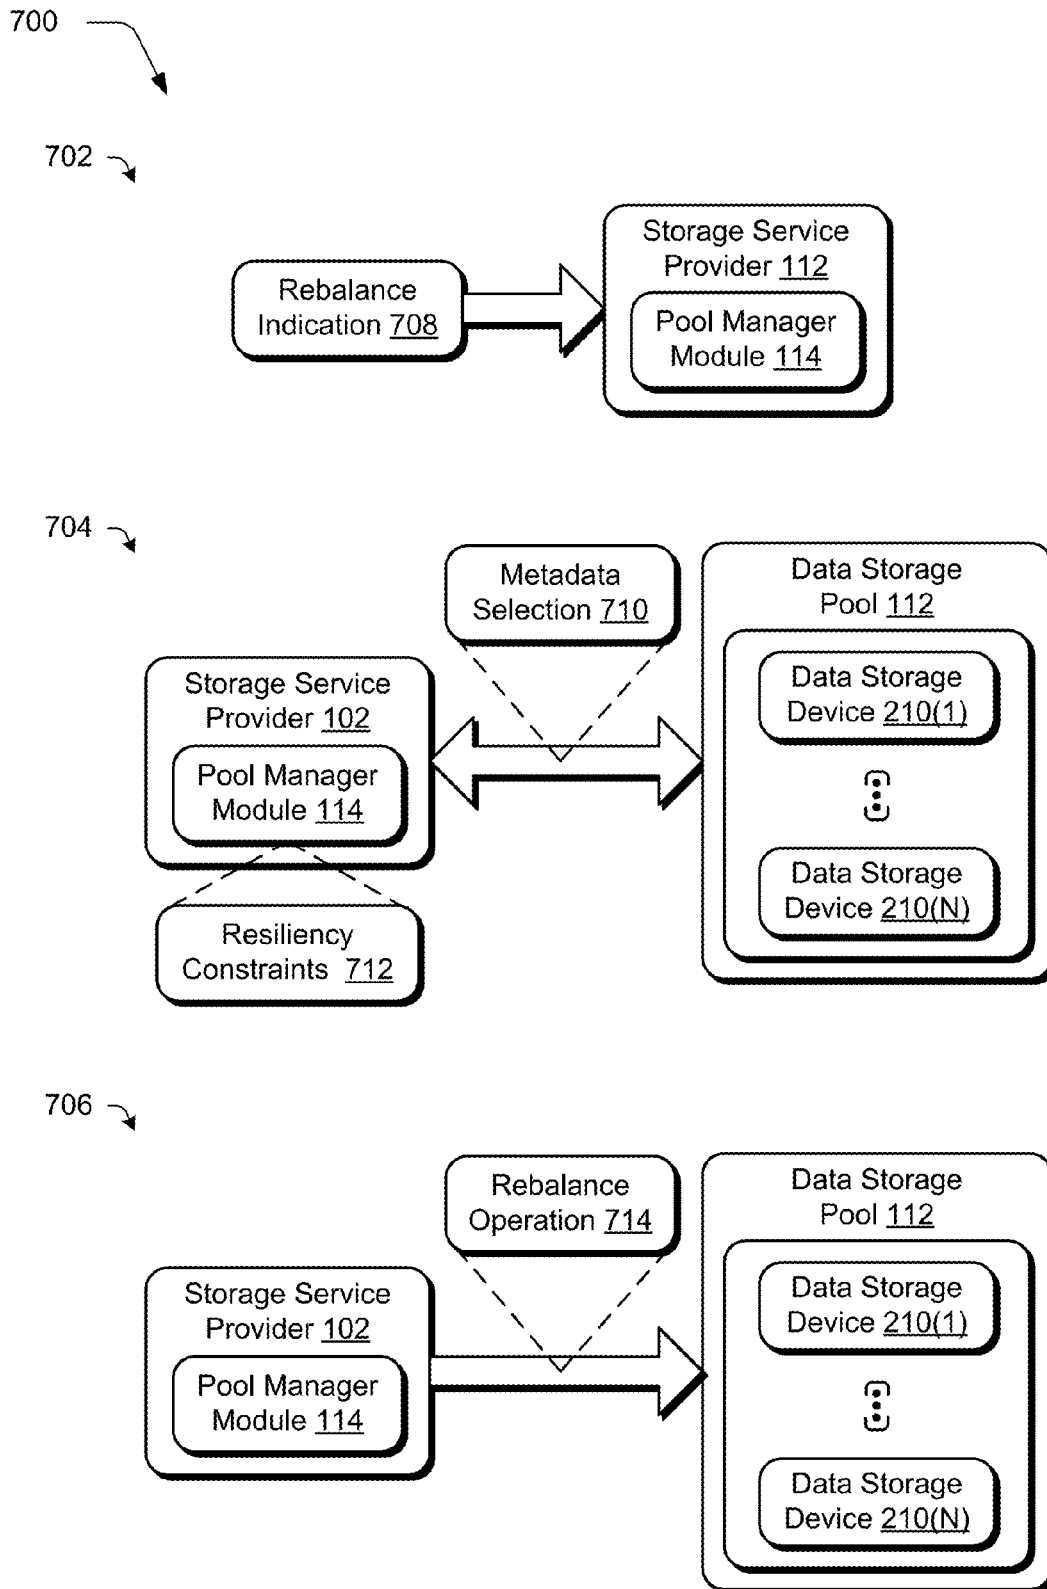 700
702
Storage Service
Provider 112
Rebalance
Indication 708
Pool Manager
Module 114
704
Metadata
Selection 710
Data Storage
Pool 112
Storage Service
Provider 102
Data Storage
Device 210(1)
Pool Manager
Module 114
Data Storage
Device 210(N)
Resiliency
Constraints 712
706
Rebalance
Operation 714
Data Storage
Pool 112
Storage Service
Provider 102
Data Storage
Device 210(1)
Pool Manager
Module 114
Data Storage
Device 210(N)